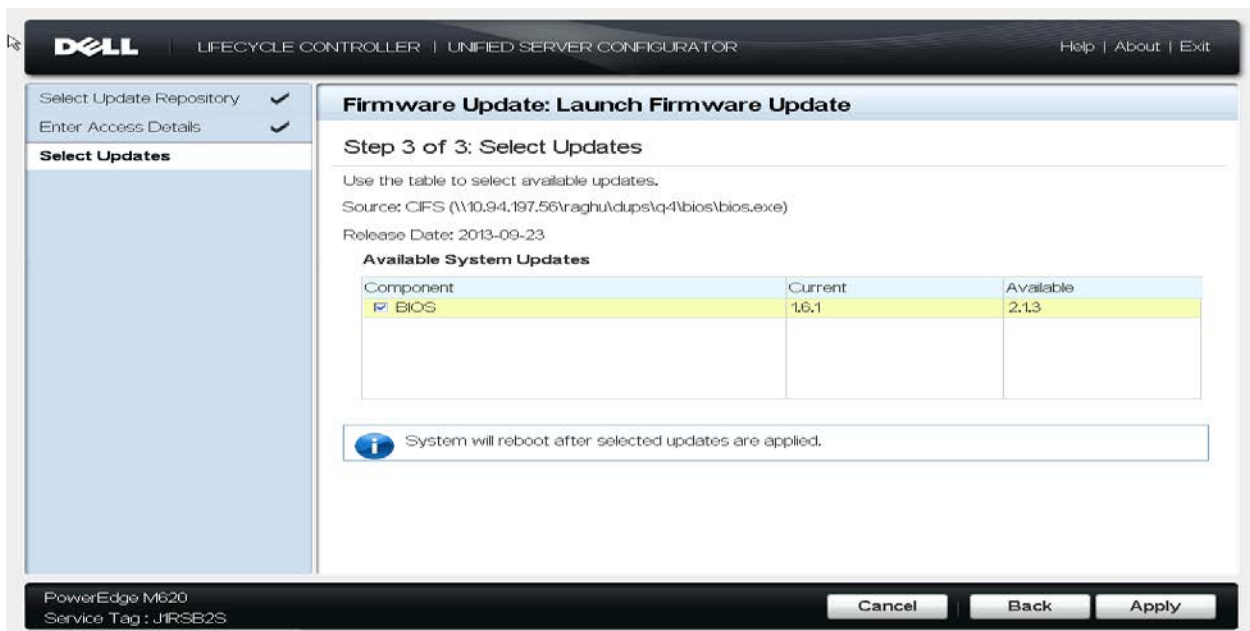 DELL
LIFECYCLE CONTROLLER | UNIFIED SERVER CONFIGURATOR
Help | About | Exit
Select Update Repository
Enter Access Details
Select Updates
Firmware Update: Launch Firmware Update
Step 3 of 3: Select Updates
Use the table to select available updates.
Source: CIFS (\\10.94.197.56\raghu\dups\q4\bios\bios.exe)
Release Date: 2013-09-23
Available System Updates
Component Current Available
BIOS 1.6.1 2.1.3
System will reboot after selected updates are applied.
PowerEdge M620
Service Tag : J1RSB2S
Cancel Back Apply